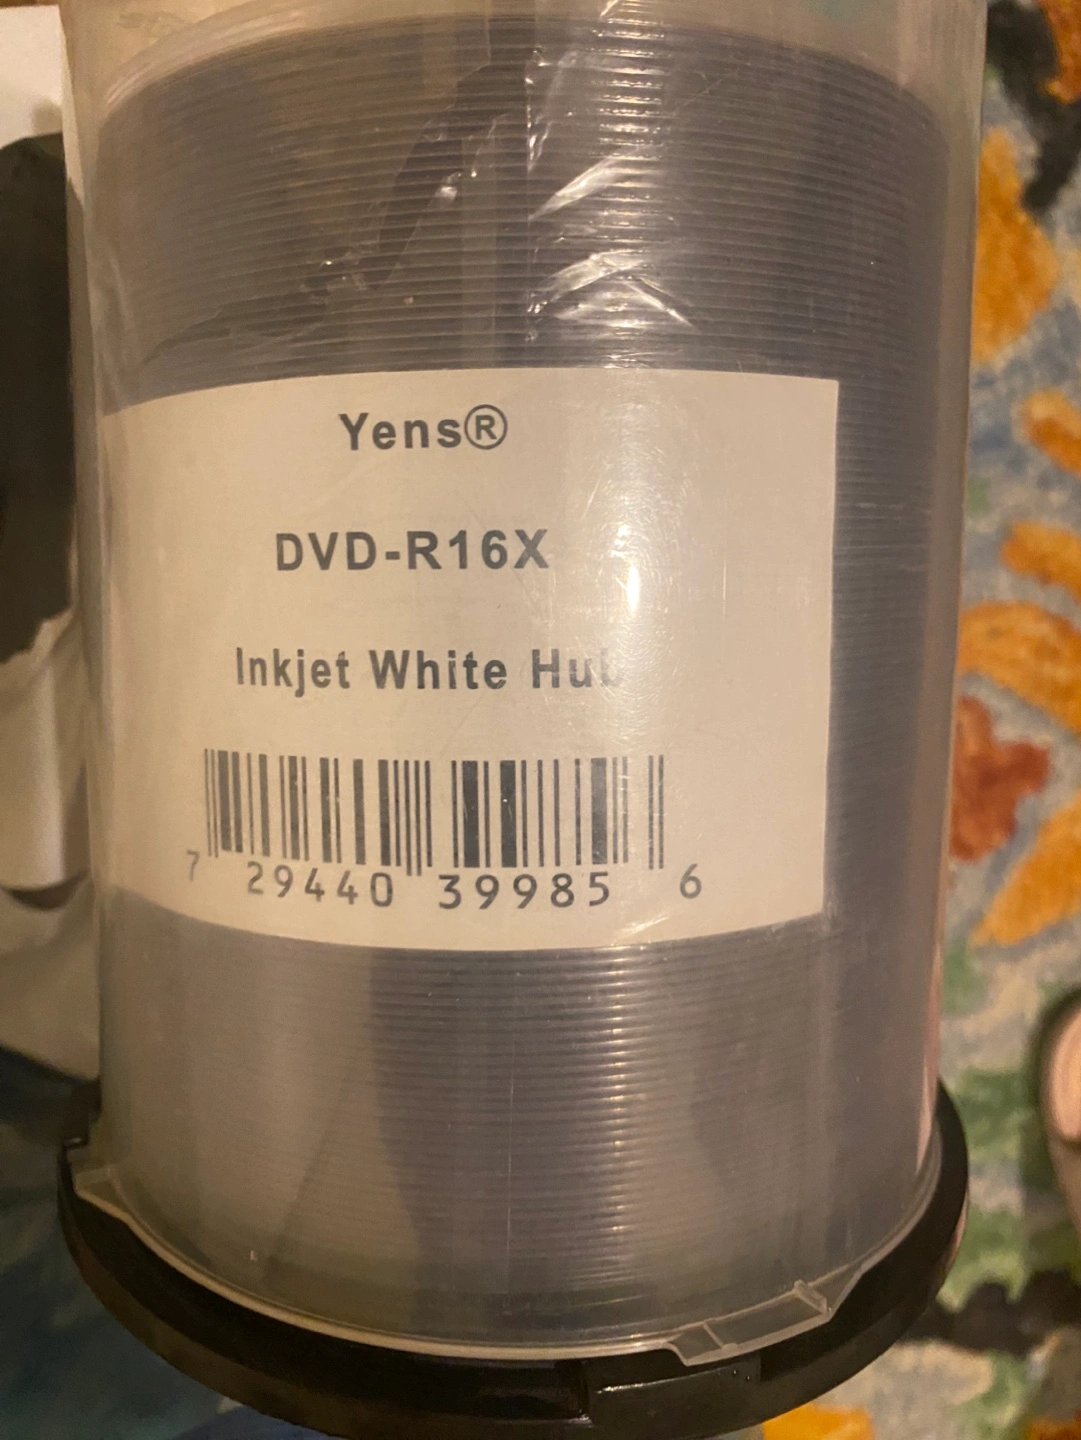 Yens®
DVD-R16X
Inkjet White Hub
7 29440 39985 6